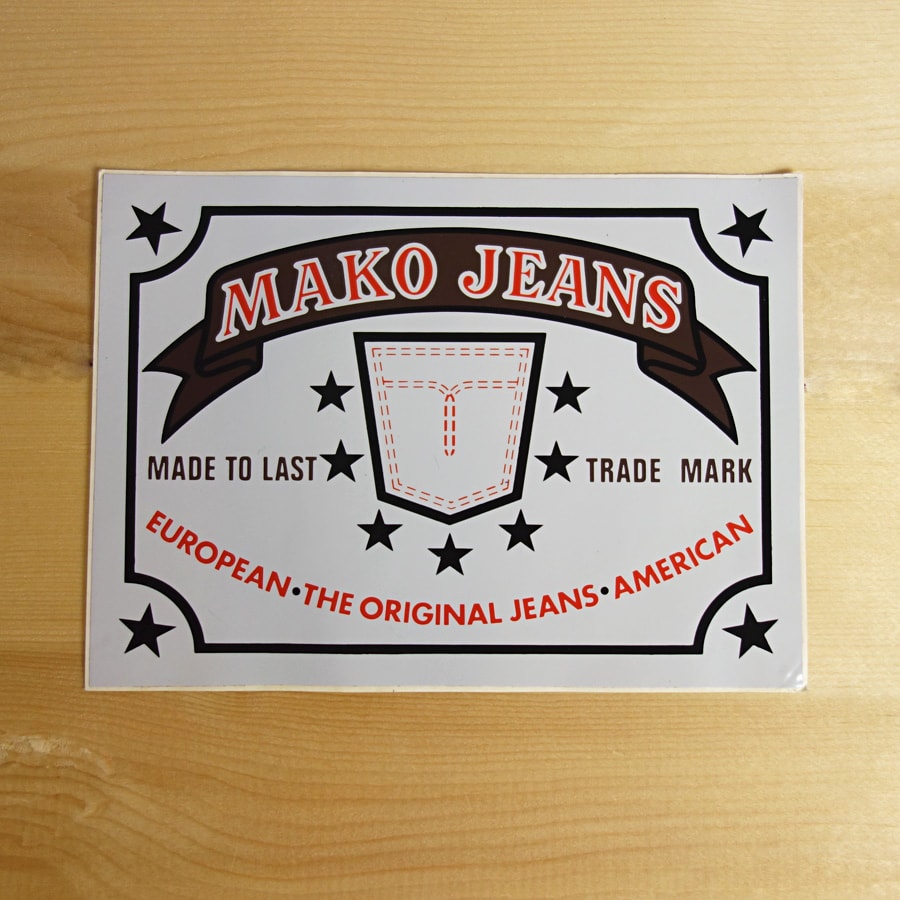 MAKO JEANS
MADE TO LAST
TRADE MARK
EUROPEAN•THE ORIGINAL JEANS•AMERICAN